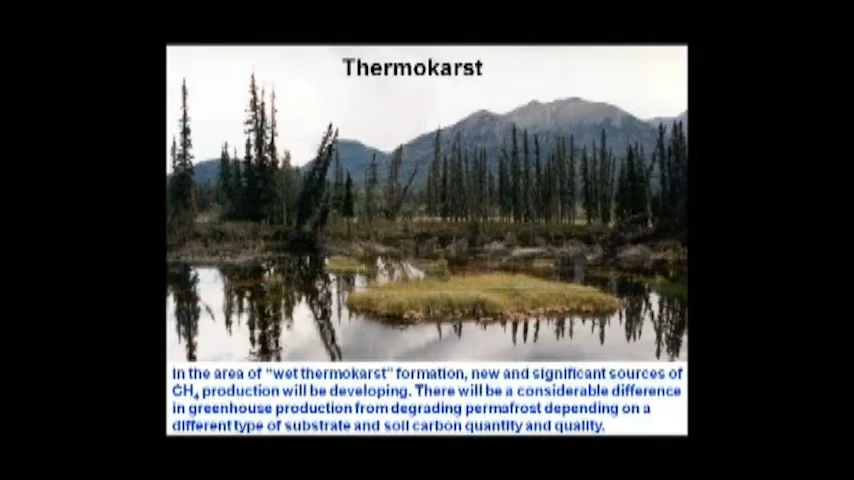 Thermokarst
In the area of "wet thermokarst" formation, new and significant sources of
CH₄ production will be developing. There will be a considerable difference
in greenhouse production from degrading permafrost depending on a
different type of substrate and soil carbon quantity and quality.